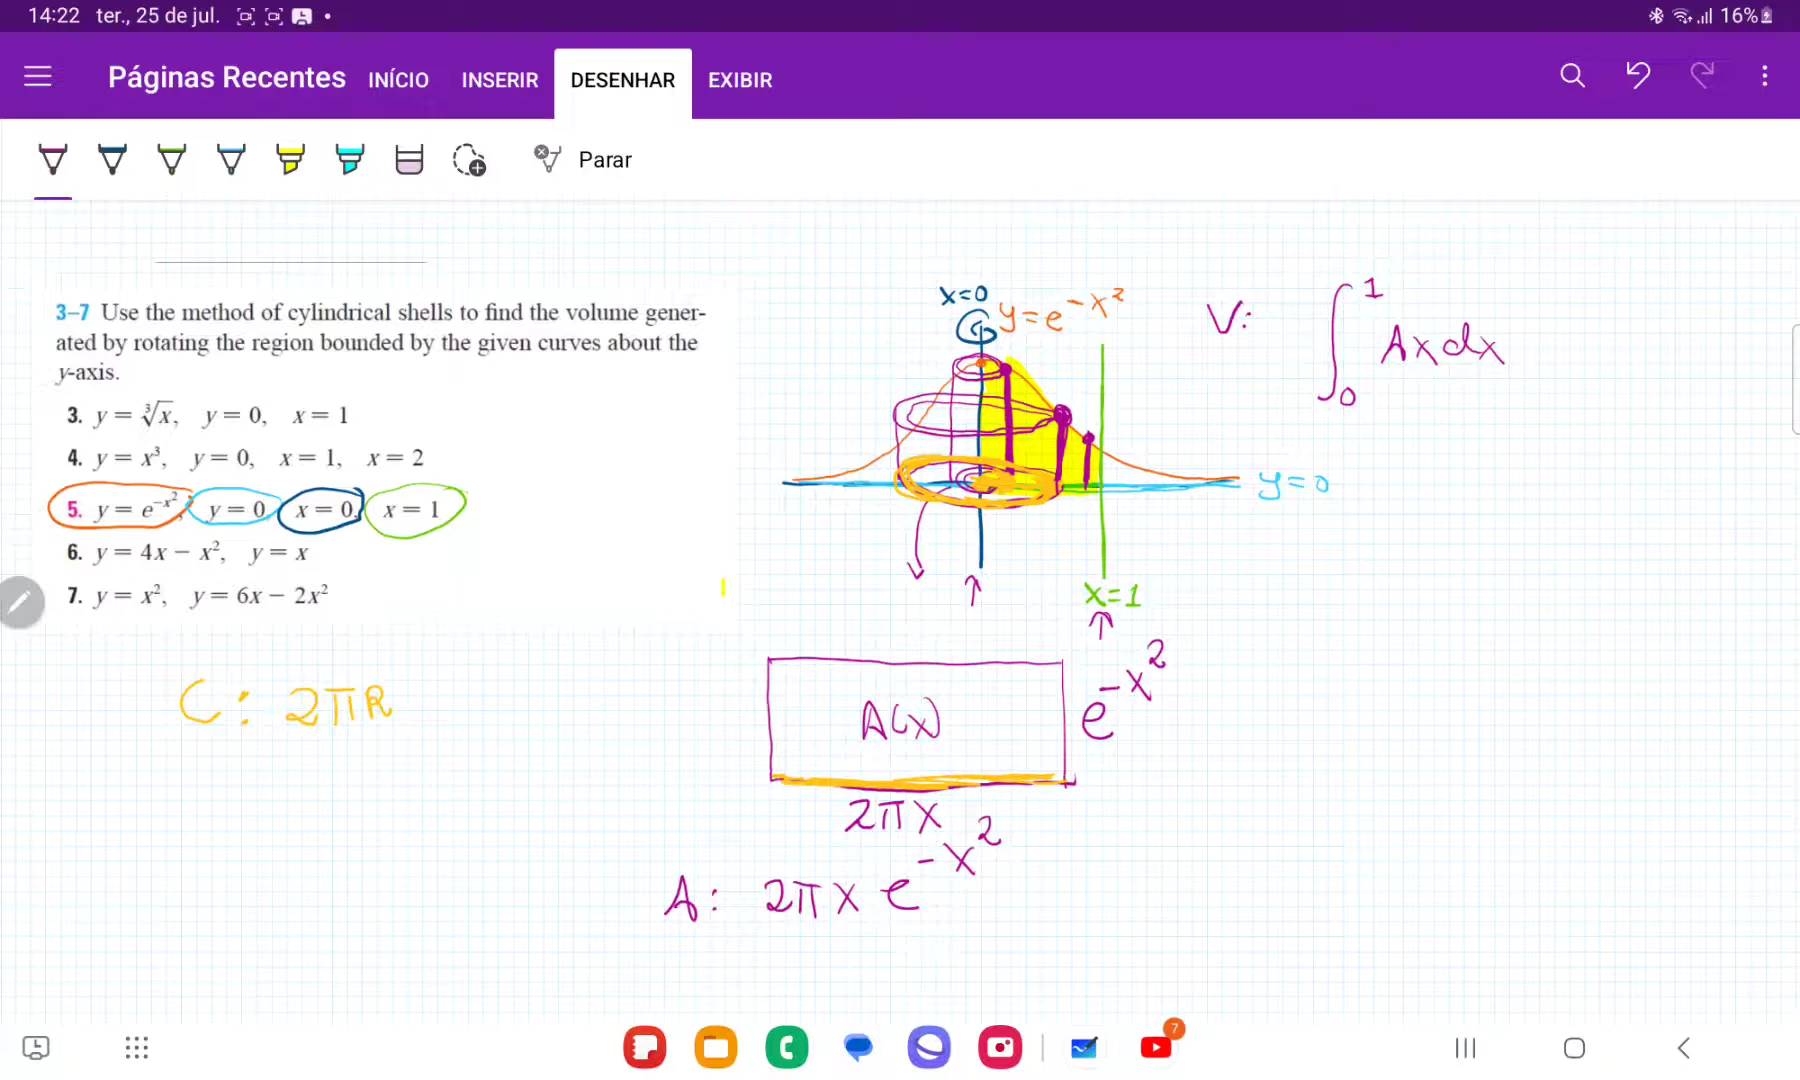 14:22 ter., 25 de jul. • 16%
Páginas Recentes INÍCIO INSERIR DESENHAR EXIBIR
Parar
3–7 Use the method of cylindrical shells to find the volume gener-
ated by rotating the region bounded by the given curves about the
y-axis.
3. y = ∛x, y = 0, x = 1
4. y = x³, y = 0, x = 1, x = 2
5. y = e^{-x²}, y = 0, x = 0, x = 1
6. y = 4x − x², y = x
7. y = x², y = 6x − 2x²
x=0
y=e^{-x²}
y=0
x=1
V: ∫₀¹ Ax dx
C: 2πR
A(x)
e^{-x²}
2πx
A: 2πx e^{-x²}
7